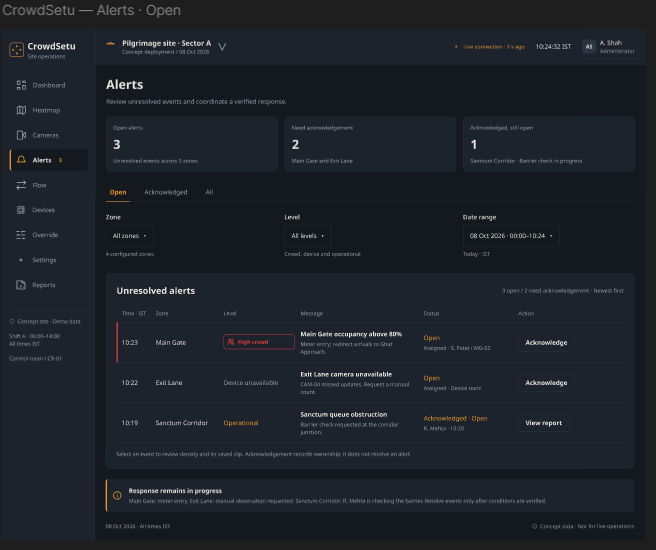 CrowdSetu — Alerts · Open
CrowdSetu
Site operations
Pilgrimage site · Sector A
Concept deployment / 08 Oct 2026
Live connection · 2 s ago
10:24:32 IST
AS
A. Shah
Administrator
Dashboard
Heatmap
Cameras
Alerts 3
Flow
Devices
Override
Settings
Reports
Concept site · Demo data
Shift A · 06:00–14:00
All times IST
Control room / CR-01
Alerts
Review unresolved events and coordinate a verified response.
Open alerts
3
Unresolved events across 3 zones
Need acknowledgement
2
Main Gate and Exit Lane
Acknowledged, still open
1
Sanctum Corridor · Barrier check in progress
Open Acknowledged All
Zone
All zones
4 configured zones
Level
All levels
Crowd, device and operational
Date range
08 Oct 2026 · 00:00–10:24
Today · IST
Unresolved alerts
3 open / 2 need acknowledgement · Newest first
Time · IST Zone Level Message Status Action
10:23 Main Gate High crowd
Main Gate occupancy above 80%
Meter entry; redirect arrivals to Ghat
Approach.
Open
Assigned · S. Patel / MG-02
Acknowledge
10:22 Exit Lane Device unavailable
Exit Lane camera unavailable
CAM-04 missed updates. Request a manual
count.
Open
Assigned · Device team
Acknowledge
10:19 Sanctum Corridor Operational
Sanctum queue obstruction
Barrier check requested at the corridor
junction.
Acknowledged · Open
R. Mehta · 10:20
View report
Select an event to review density and its saved clip. Acknowledgement records ownership; it does not resolve an alert.
Response remains in progress
Main Gate: meter entry. Exit Lane: manual observation requested. Sanctum Corridor: R. Mehta is checking the barrier. Resolve events only after conditions are verified.
08 Oct 2026 · All times IST
Concept data · Not for live operations